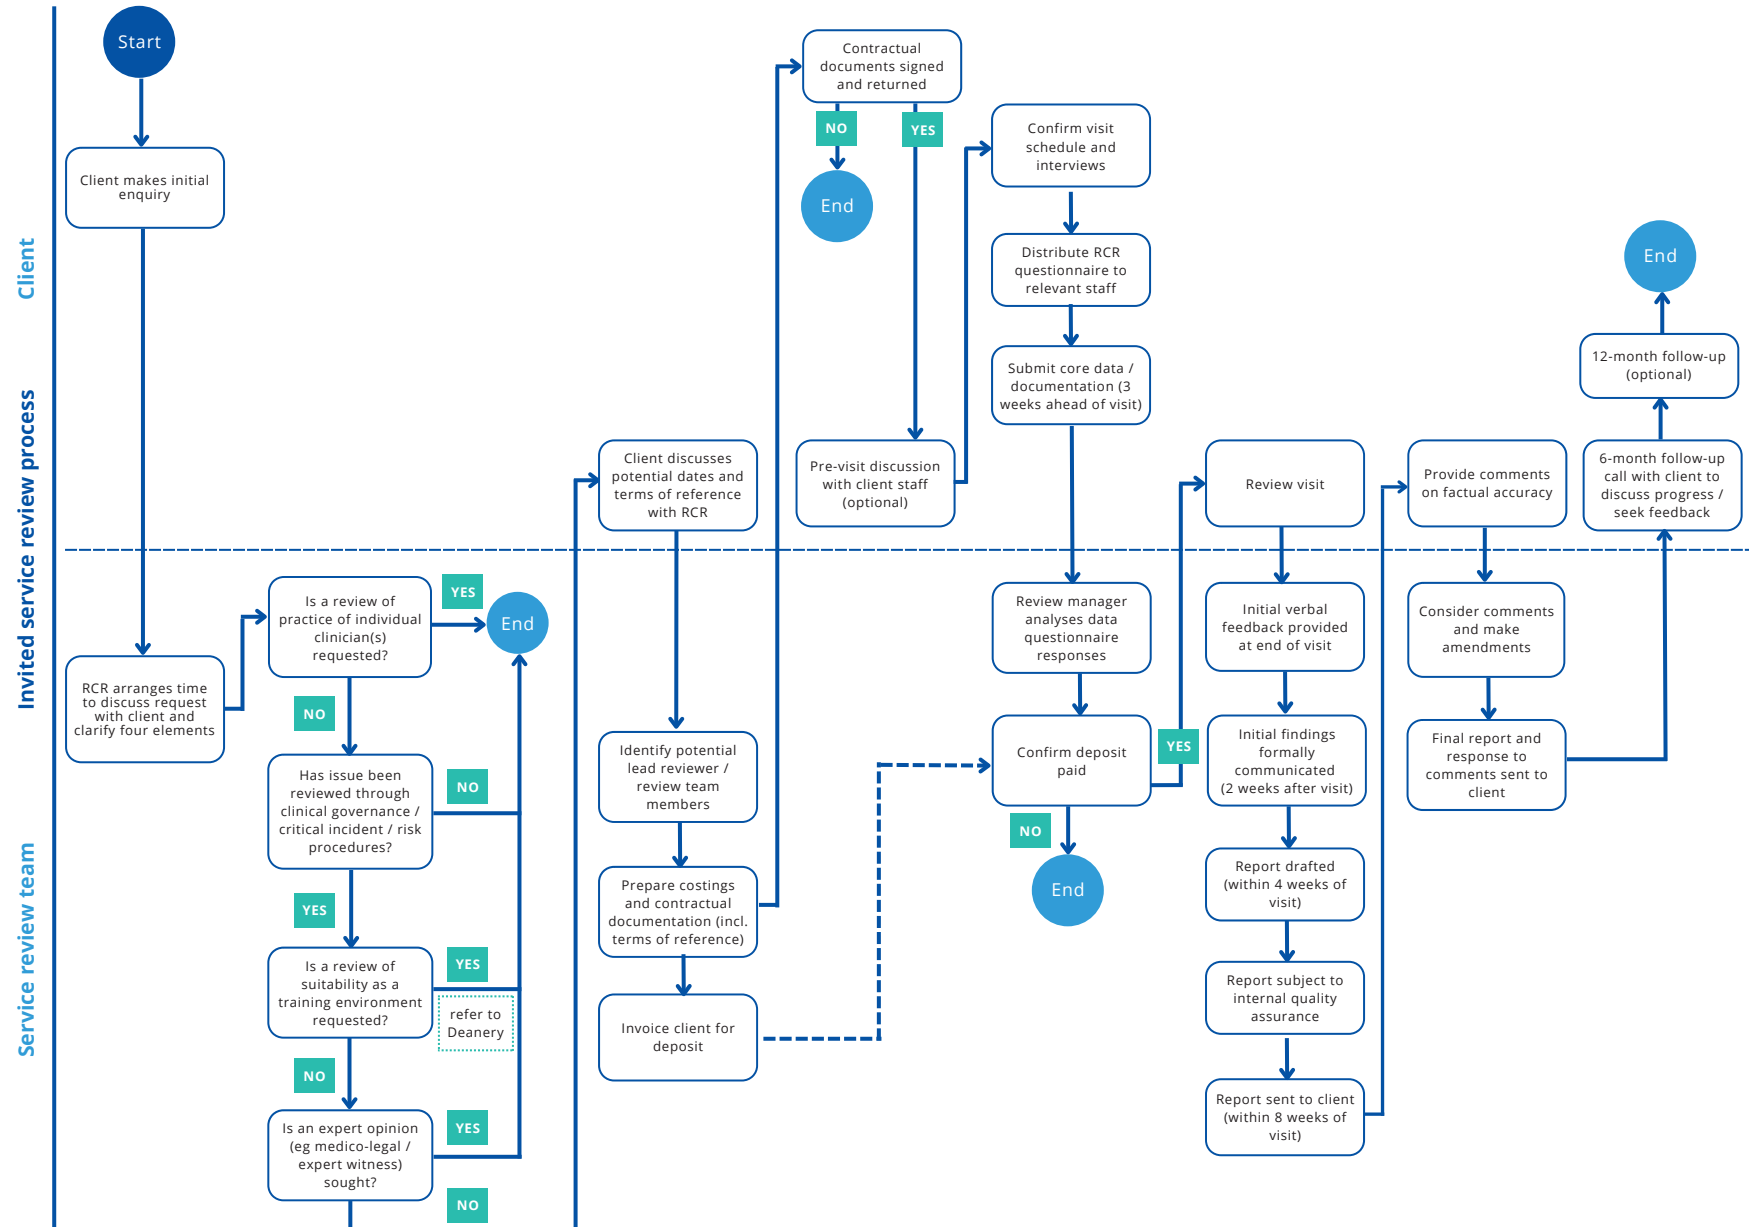 Start
Client makes initial
enquiry
Client
Invited service review process
Service review team
RCR arranges time
to discuss request
with client and
clarify four elements
Is a review of
practice of individual
clinician(s)
requested?
YES
End
NO
Has issue been
reviewed through
clinical governance /
critical incident / risk
procedures?
NO
YES
Is a review of
suitability as a
training environment
requested?
YES
refer to
Deanery
NO
Is an expert opinion
(eg medico-legal /
expert witness)
sought?
YES
NO
Client discusses
potential dates and
terms of reference
with RCR
Identify potential
lead reviewer /
review team
members
Prepare costings
and contractual
documentation (incl.
terms of reference)
Invoice client for
deposit
Contractual
documents signed
and returned
NO
YES
End
Pre-visit discussion
with client staff
(optional)
Confirm visit
schedule and
interviews
Distribute RCR
questionnaire to
relevant staff
Submit core data /
documentation (3
weeks ahead of visit)
Review manager
analyses data
questionnaire
responses
Confirm deposit
paid
YES
NO
End
Review visit
Initial verbal
feedback provided
at end of visit
Initial findings
formally
communicated
(2 weeks after visit)
Report drafted
(within 4 weeks of
visit)
Report subject to
internal quality
assurance
Report sent to client
(within 8 weeks of
visit)
Provide comments
on factual accuracy
Consider comments
and make
amendments
Final report and
response to
comments sent to
client
6-month follow-up
call with client to
discuss progress /
seek feedback
12-month follow-up
(optional)
End